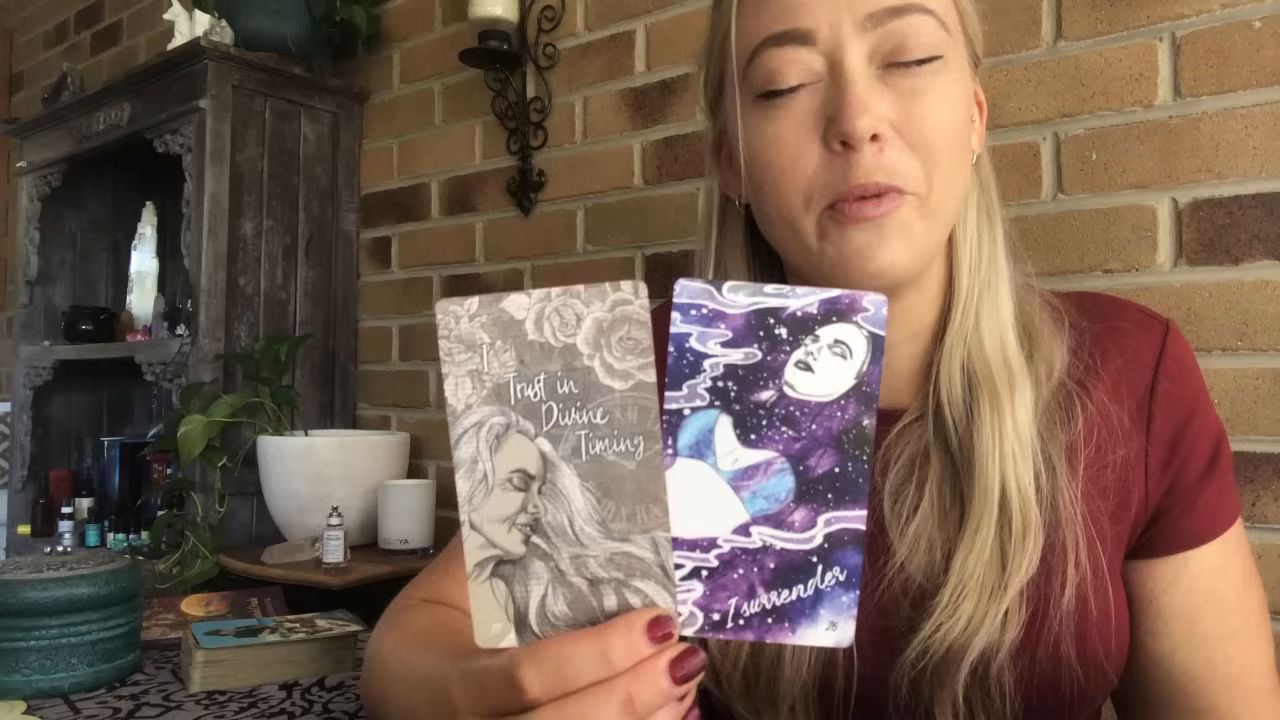 I
Trust in
Divine
Timing
I surrender
26